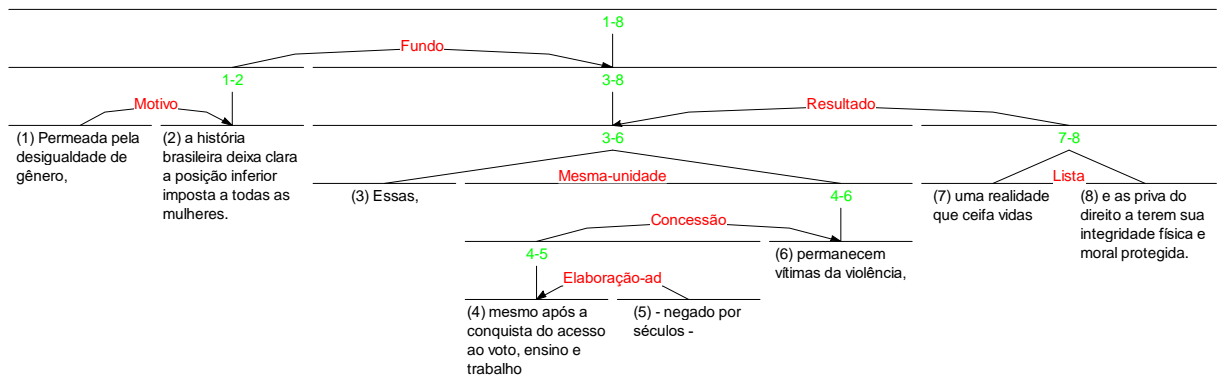 1-8
Fundo
1-2
3-8
Motivo
Resultado
(1) Permeada pela
desigualdade de
gênero,
(2) a história
brasileira deixa clara
a posição inferior
imposta a todas as
mulheres.
3-6
7-8
Mesma-unidade
Lista
(3) Essas,
4-6
(7) uma realidade
que ceifa vidas
(8) e as priva do
direito a terem sua
integridade física e
moral protegida.
Concessão
4-5
(6) permanecem
vítimas da violência,
Elaboração-ad
(4) mesmo após a
conquista do acesso
ao voto, ensino e
trabalho
(5) - negado por
séculos -